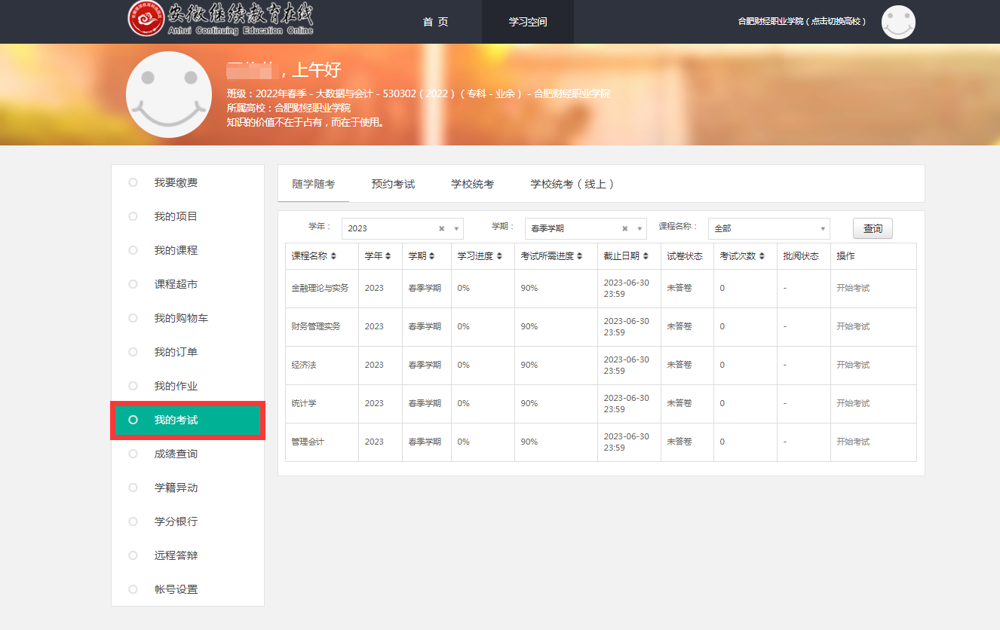 安徽继续教育在线
Anhui Continuing Education Online
首 页
学习空间
合肥财经职业学院（点击切换高校）
，上午好
班级：2022年春季 - 大数据与会计 - 530302（2022）（专科 - 业余） - 合肥财经职业学院
所属高校：合肥财经职业学院
知识的价值不在于占有，而在于使用。
我要缴费
我的项目
我的课程
课程超市
我的购物车
我的订单
我的作业
我的考试
成绩查询
学籍异动
学分银行
远程答辩
帐号设置
随学随考 预约考试 学校统考 学校统考（线上）
学年： 2023 学期： 春季学期 课程名称： 全部 查询
课程名称 学年 学期 学习进度 考试所需进度 截止日期 试卷状态 考试次数 批阅状态 操作
金融理论与实务 2023 春季学期 0% 90% 2023-06-30 23:59 未答卷 0 - 开始考试
财务管理实务 2023 春季学期 0% 90% 2023-06-30 23:59 未答卷 0 - 开始考试
经济法 2023 春季学期 0% 90% 2023-06-30 23:59 未答卷 0 - 开始考试
统计学 2023 春季学期 0% 90% 2023-06-30 23:59 未答卷 0 - 开始考试
管理会计 2023 春季学期 0% 90% 2023-06-30 23:59 未答卷 0 - 开始考试